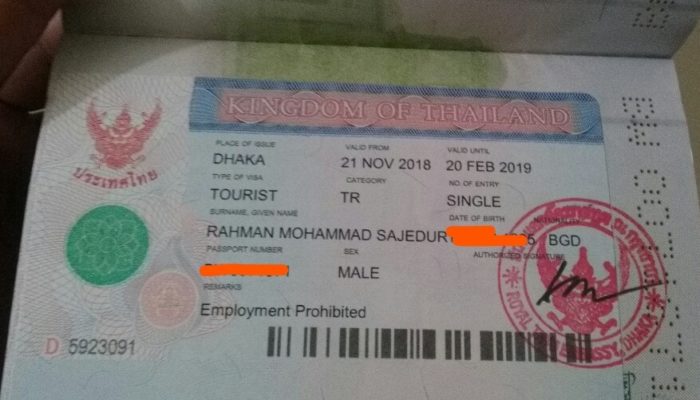 KINGDOM OF THAILAND
ประเทศไทย
PLACE OF ISSUE VALID FROM VALID UNTIL
DHAKA 21 NOV 2018 20 FEB 2019
TYPE OF VISA CATEGORY NO. OF ENTRY
TOURIST TR SINGLE
SURNAME, GIVEN NAME DATE OF BIRTH NATIONALITY
RAHMAN MOHAMMAD SAJEDUR BGD
PASSPORT NUMBER SEX AUTHORIZED SIGNATURE
MALE
REMARKS
Employment Prohibited
D 5923091
ROYAL THAI EMBASSY, DHAKA